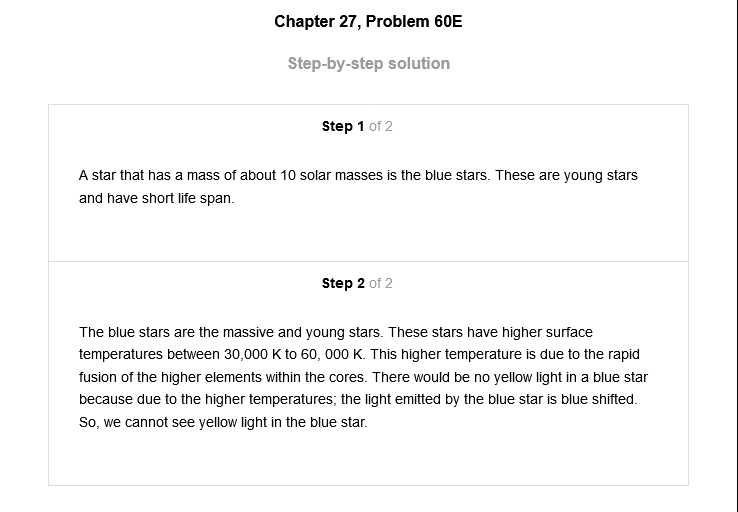 Chapter 27, Problem 60E
Step-by-step solution
Step 1 of 2
A star that has a mass of about 10 solar masses is the blue stars. These are young stars
and have short life span.
Step 2 of 2
The blue stars are the massive and young stars. These stars have higher surface
temperatures between 30,000 K to 60, 000 K. This higher temperature is due to the rapid
fusion of the higher elements within the cores. There would be no yellow light in a blue star
because due to the higher temperatures; the light emitted by the blue star is blue shifted.
So, we cannot see yellow light in the blue star.